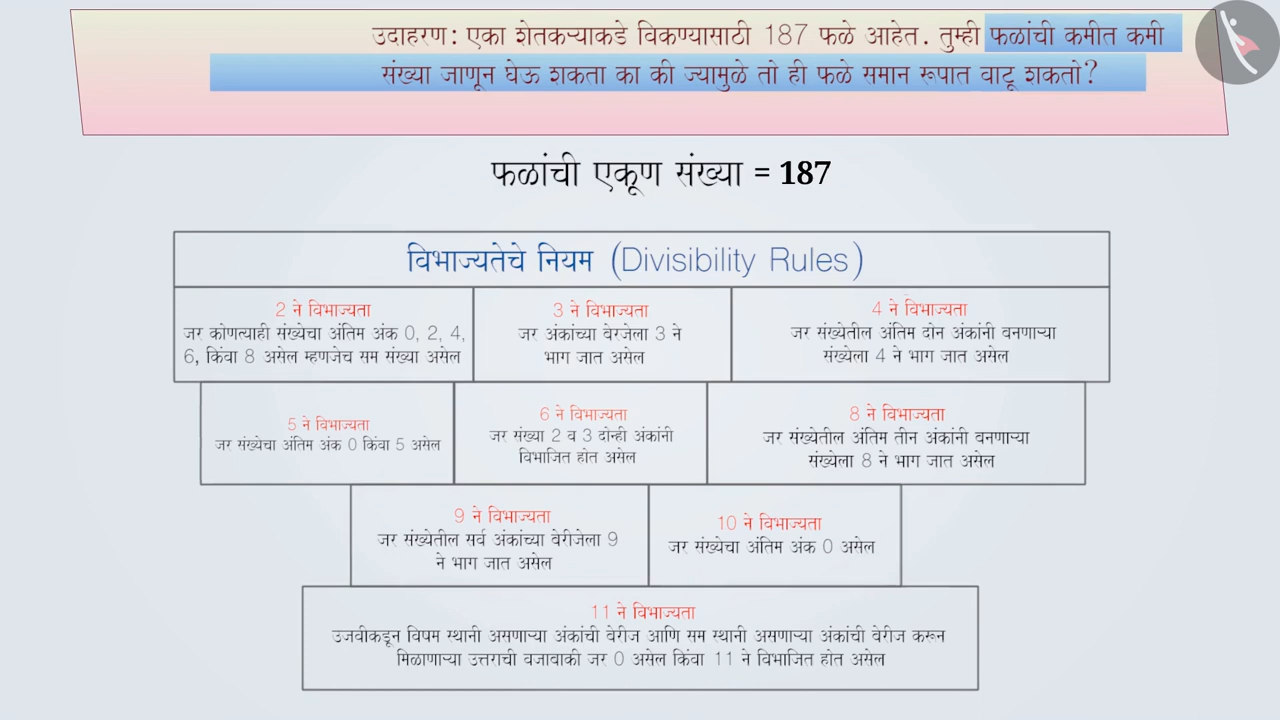 उदाहरण: एका शेतकऱ्याकडे विकण्यासाठी 187 फळे आहेत. तुम्ही फळांची कमीत कमी
संख्या जाणून घेऊ शकता का की ज्यामुळे तो ही फळे समान रूपात वाटू शकतो?
फळांची एकूण संख्या = 187
विभाज्यतेचे नियम (Divisibility Rules)
2 ने विभाज्यता
जर कोणत्याही संख्येचा अंतिम अंक 0, 2, 4,
6, किंवा 8 असेल म्हणजेच सम संख्या असेल
3 ने विभाज्यता
जर अंकांच्या बेरजेला 3 ने
भाग जात असेल
4 ने विभाज्यता
जर संख्येतील अंतिम दोन अंकांनी बनणाऱ्या
संख्येला 4 ने भाग जात असेल
5 ने विभाज्यता
जर संख्येचा अंतिम अंक 0 किंवा 5 असेल
6 ने विभाज्यता
जर संख्या 2 व 3 दोन्ही अंकांनी
विभाजित होत असेल
8 ने विभाज्यता
जर संख्येतील अंतिम तीन अंकांनी बनणाऱ्या
संख्येला 8 ने भाग जात असेल
9 ने विभाज्यता
जर संख्येतील सर्व अंकांच्या बेरीजेला 9
ने भाग जात असेल
10 ने विभाज्यता
जर संख्येचा अंतिम अंक 0 असेल
11 ने विभाज्यता
उजवीकडून विषम स्थानी असणाऱ्या अंकांची बेरीज आणि सम स्थानी असणाऱ्या अंकांची बेरीज करून
मिळाणाऱ्या उत्तराची वजावाकी जर 0 असेल किंवा 11 ने विभाजित होत असेल